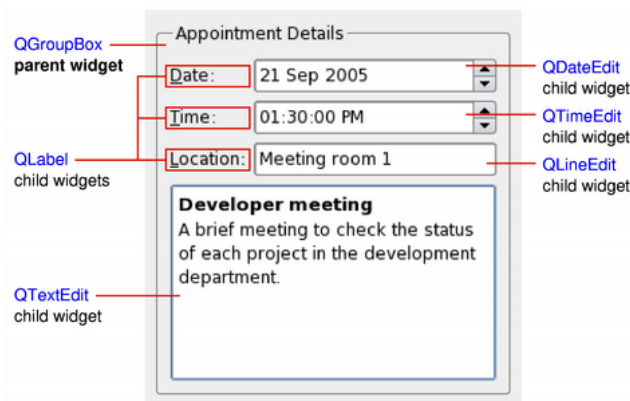 Appointment Details
QGroupBox
parent widget
Date:
21 Sep 2005
QDateEdit
child widget
Time:
01:30:00 PM
QTimeEdit
child widget
QLabel
child widgets
Location:
Meeting room 1
QLineEdit
child widget
Developer meeting
A brief meeting to check the status
of each project in the development
department.
QTextEdit
child widget